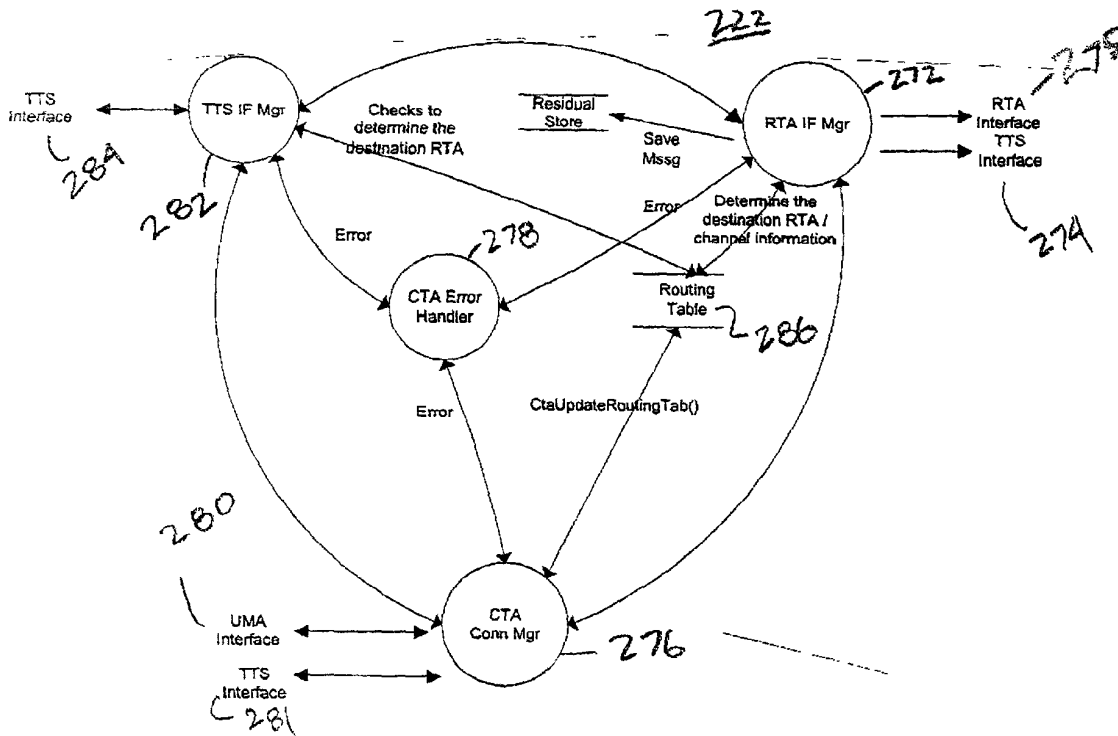 222
TTS
Interface
284
TTS IF Mgr
282
Checks to
determine the
destination RTA
Residual
Store
Save
Mssg
RTA IF Mgr
272
RTA
Interface
TTS
Interface
274
Error
Error
Determine the
destination RTA /
channel information
CTA Error
Handler
278
Routing
Table
286
Error
CtaUpdateRoutingTab()
280
UMA
Interface
TTS
Interface
281
CTA
Conn Mgr
276